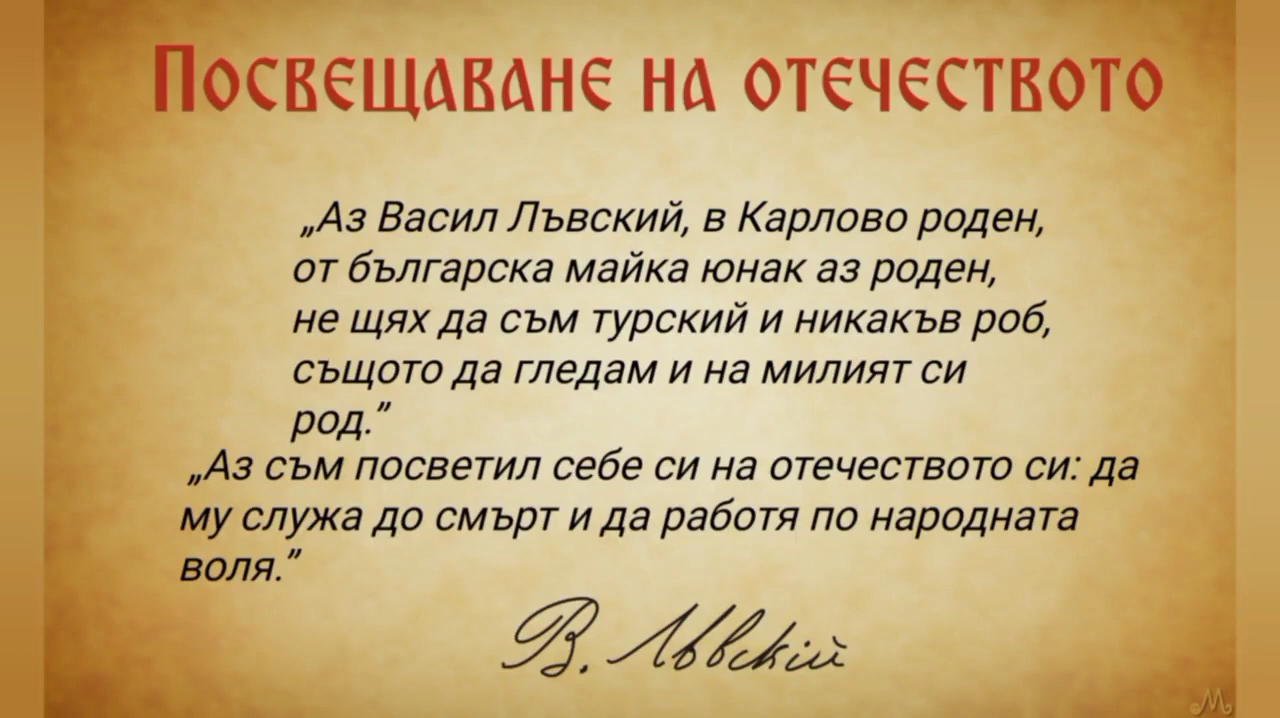 Посвещаване на отечеството
„Аз Васил Лъвский, в Карлово роден,
от българска майка юнак аз роден,
не щях да съм турский и никакъв роб,
същото да гледам и на милият си
род.”
„Аз съм посветил себе си на отечеството си: да
му служа до смърт и да работя по народната
воля.”
В. Лъвскій
М